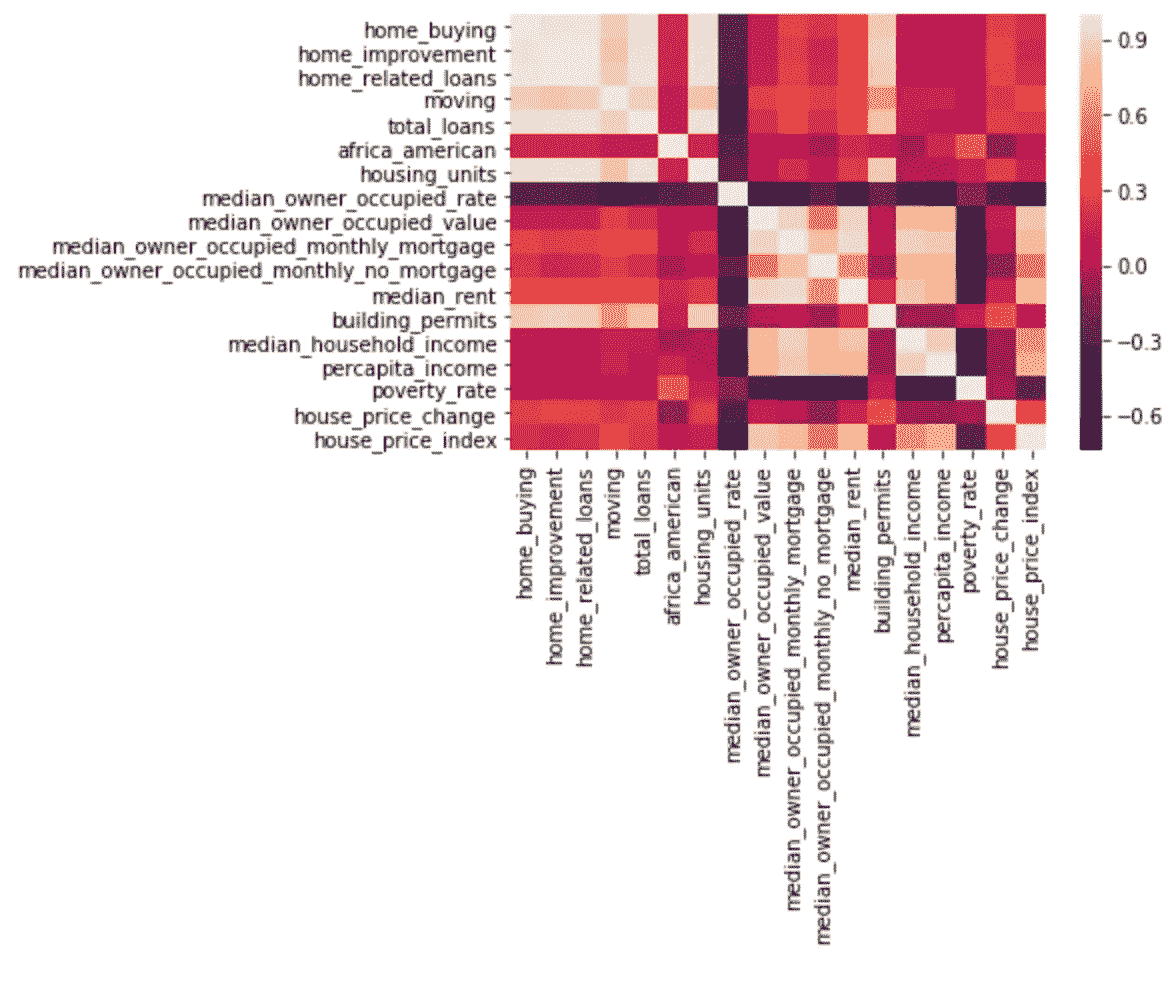 home_buying
home_improvement
home_related_loans
moving
total_loans
africa_american
housing_units
median_owner_occupied_rate
median_owner_occupied_value
median_owner_occupied_monthly_mortgage
median_owner_occupied_monthly_no_mortgage
median_rent
building_permits
median_household_income
percapita_income
poverty_rate
house_price_change
house_price_index
home_buying
home_improvement
home_related_loans
moving
total_loans
africa_american
housing_units
median_owner_occupied_rate
median_owner_occupied_value
median_owner_occupied_monthly_mortgage
median_owner_occupied_monthly_no_mortgage
median_rent
building_permits
median_household_income
percapita_income
poverty_rate
house_price_change
house_price_index
0.9
0.6
0.3
0.0
−0.3
−0.6